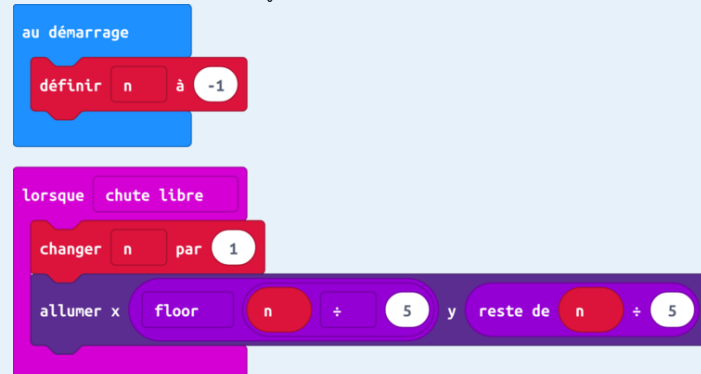 au démarrage
définir n à -1
lorsque chute libre
changer n par 1
allumer x floor n ÷ 5 y reste de n ÷ 5